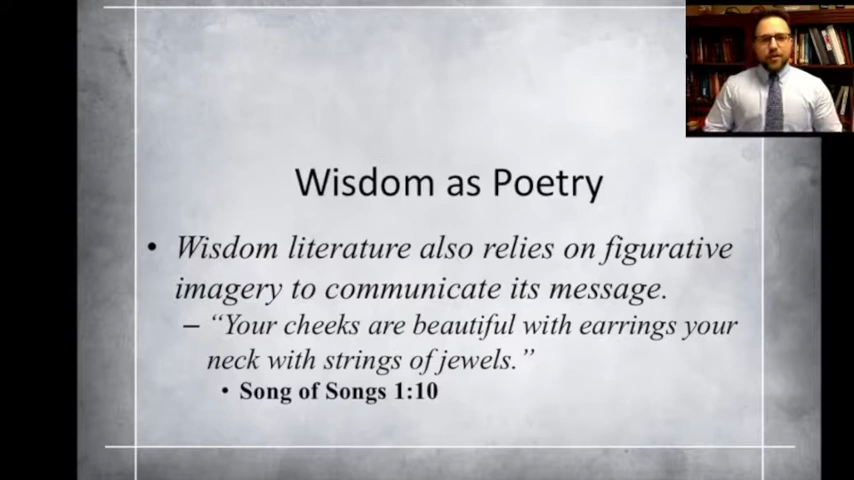 Wisdom as Poetry
• Wisdom literature also relies on figurative
imagery to communicate its message.
– “Your cheeks are beautiful with earrings your
neck with strings of jewels.”
• Song of Songs 1:10